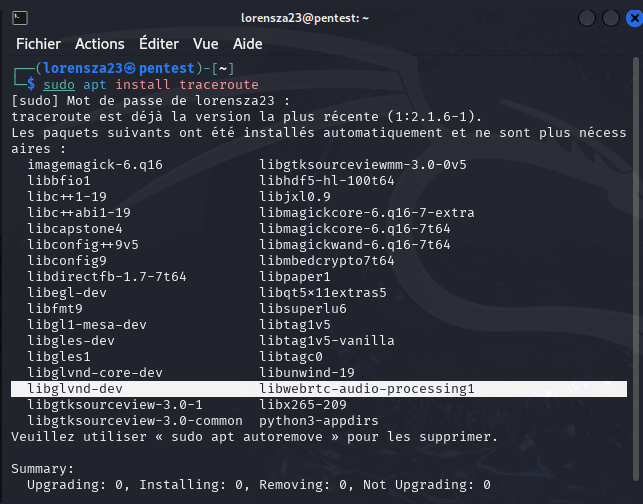 lorensza23@pentest: ~
Fichier Actions Éditer Vue Aide
┌──(lorensza23㉿pentest)-[~]
└─$ sudo apt install traceroute
[sudo] Mot de passe de lorensza23 :
traceroute est déjà la version la plus récente (1:2.1.6-1).
Les paquets suivants ont été installés automatiquement et ne sont plus nécess
aires :
imagemagick-6.q16 libgtksourceviewmm-3.0-0v5
libbfio1 libhdf5-hl-100t64
libc++1-19 libjxl0.9
libc++abi1-19 libmagickcore-6.q16-7-extra
libcapstone4 libmagickcore-6.q16-7t64
libconfig++9v5 libmagickwand-6.q16-7t64
libconfig9 libmbedcrypto7t64
libdirectfb-1.7-7t64 libpaper1
libegl-dev libqt5x11extras5
libfmt9 libsuperlu6
libgl1-mesa-dev libtag1v5
libgles-dev libtag1v5-vanilla
libgles1 libtagc0
libglvnd-core-dev libunwind-19
libglvnd-dev libwebrtc-audio-processing1
libgtksourceview-3.0-1 libx265-209
libgtksourceview-3.0-common python3-appdirs
Veuillez utiliser « sudo apt autoremove » pour les supprimer.
Summary:
Upgrading: 0, Installing: 0, Removing: 0, Not Upgrading: 0